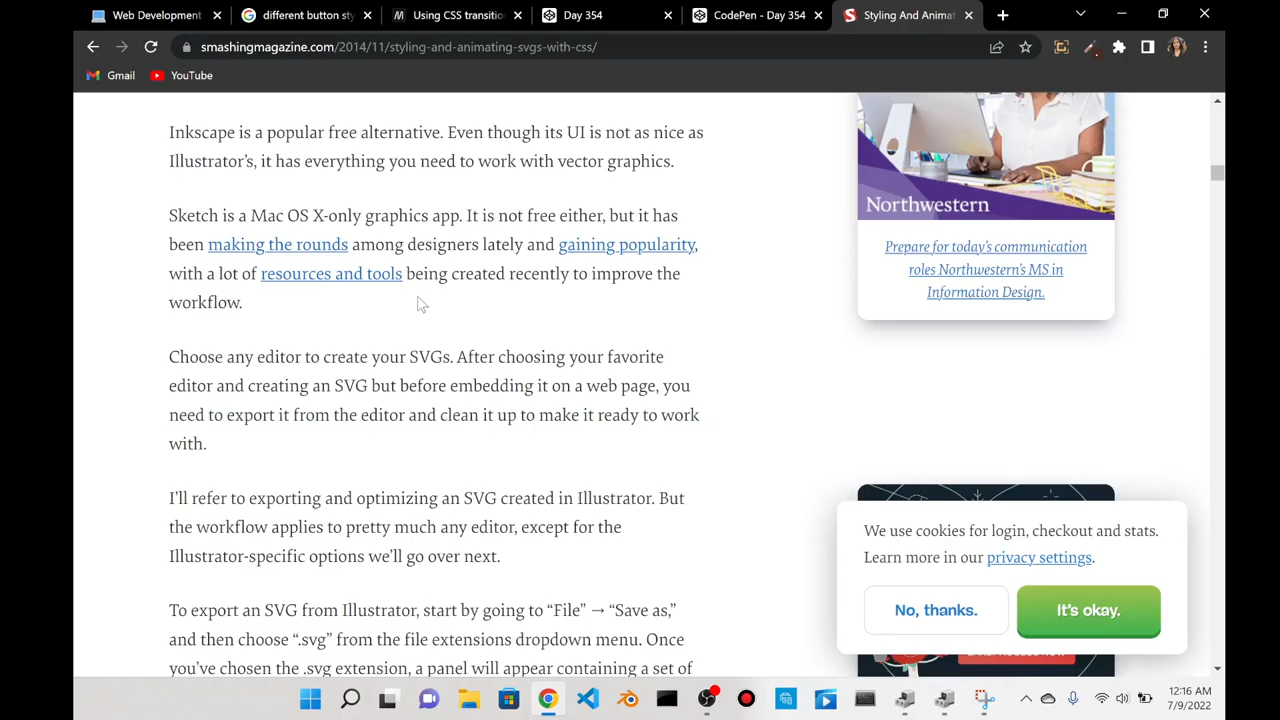 Web Development
different button sty
Using CSS transitio
Day 354
CodePen - Day 354
Styling And Animat
smashingmagazine.com/2014/11/styling-and-animating-svgs-with-css/
Gmail
YouTube
Inkscape is a popular free alternative. Even though its UI is not as nice as
Illustrator’s, it has everything you need to work with vector graphics.
Sketch is a Mac OS X-only graphics app. It is not free either, but it has
been making the rounds among designers lately and gaining popularity,
with a lot of resources and tools being created recently to improve the
workflow.
Choose any editor to create your SVGs. After choosing your favorite
editor and creating an SVG but before embedding it on a web page, you
need to export it from the editor and clean it up to make it ready to work
with.
I’ll refer to exporting and optimizing an SVG created in Illustrator. But
the workflow applies to pretty much any editor, except for the
Illustrator-specific options we’ll go over next.
To export an SVG from Illustrator, start by going to “File” → “Save as,”
and then choose “.svg” from the file extensions dropdown menu. Once
you’ve chosen the .svg extension, a panel will appear containing a set of
Northwestern
Prepare for today’s communication
roles Northwestern’s MS in
Information Design.
We use cookies for login, checkout and stats.
Learn more in our privacy settings.
No, thanks.
It’s okay.
12:16 AM
7/9/2022